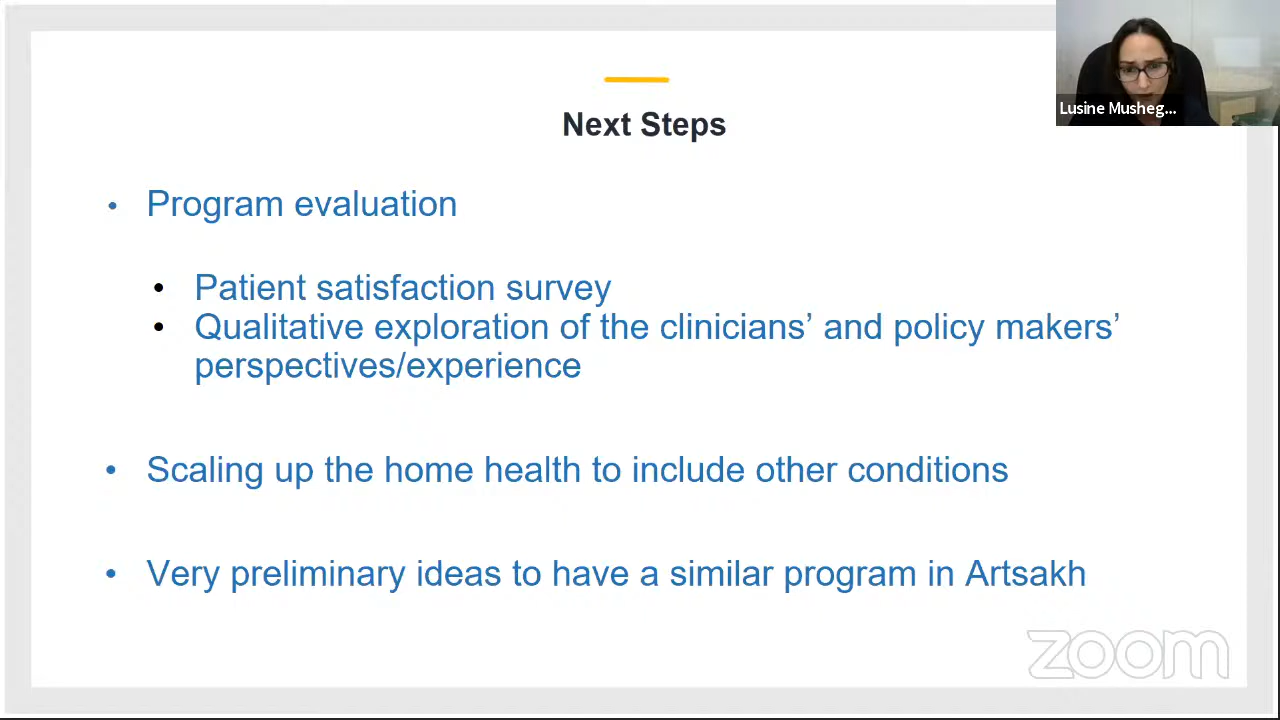 Next Steps
Lusine Musheg...
• Program evaluation
• Patient satisfaction survey
• Qualitative exploration of the clinicians’ and policy makers’
perspectives/experience
• Scaling up the home health to include other conditions
• Very preliminary ideas to have a similar program in Artsakh
zoom